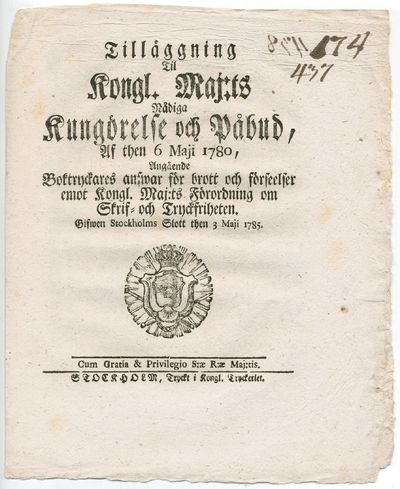 Tilläggning
Til
Kongl. Maj:ts
Nådiga
Kungörelse och Påbud,
Af then 6 Maji 1780,
Angående
Boktryckares answar för brott och förseelser
emot Kongl. Maj:ts Förordning om
Skrif- och Tryckfriheten.
Gifwen Stockholms Slott then 3 Maji 1785.
Cum Gratia & Privilegio S:æ R:æ Maj:tis.
STOCKHOLM, Tryckt i Kongl. Tryckeriet.
174
437